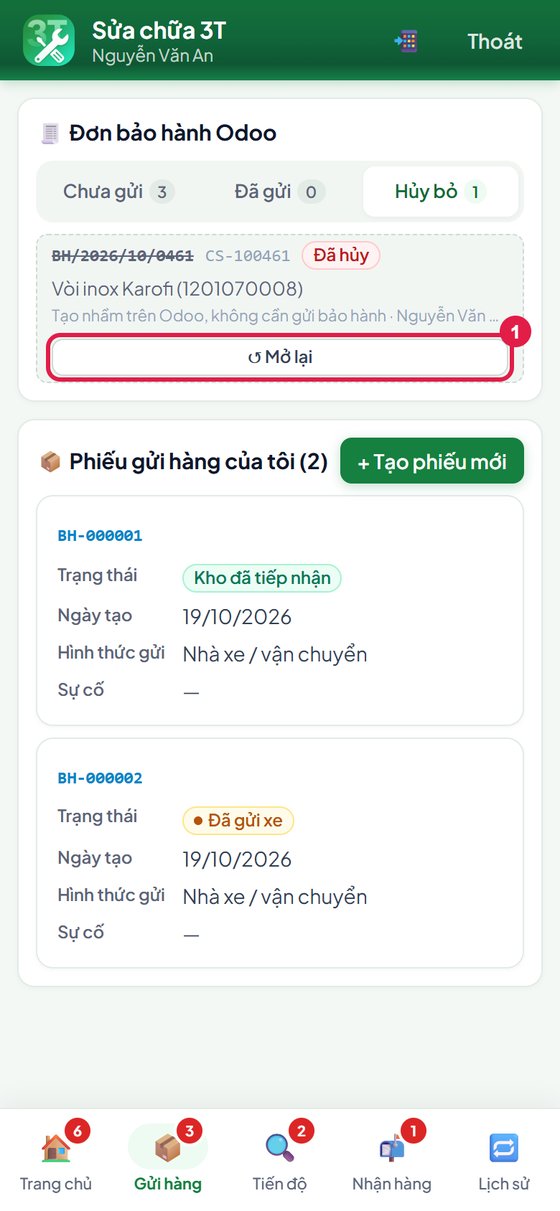 3T
Sửa chữa 3T
Nguyễn Văn An
Thoát
Đơn bảo hành Odoo
Chưa gửi 3
Đã gửi 0
Hủy bỏ 1
BH/2026/10/0461 CS-100461 Đã hủy
Vòi inox Karofi (1201070008)
Tạo nhầm trên Odoo, không cần gửi bảo hành · Nguyễn Văn ...
1
↺ Mở lại
Phiếu gửi hàng của tôi (2)
+ Tạo phiếu mới
BH-000001
Trạng thái Kho đã tiếp nhận
Ngày tạo 19/10/2026
Hình thức gửi Nhà xe / vận chuyển
Sự cố —
BH-000002
Trạng thái Đã gửi xe
Ngày tạo 19/10/2026
Hình thức gửi Nhà xe / vận chuyển
Sự cố —
6 3 2 1
Trang chủ Gửi hàng Tiến độ Nhận hàng Lịch sử